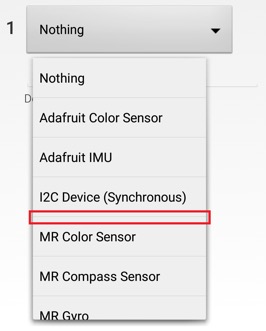 1 Nothing
Nothing
Adafruit Color Sensor
Adafruit IMU
I2C Device (Synchronous)
MR Color Sensor
MR Compass Sensor
MR Gyro